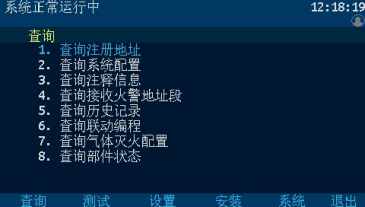 系统正常运行中 12:18:19
查询
1. 查询注册地址
2. 查询系统配置
3. 查询注释信息
4. 查询接收火警地址段
5. 查询历史记录
6. 查询联动编程
7. 查询气体灭火配置
8. 查询部件状态
查询 测试 设置 安装 系统 退出